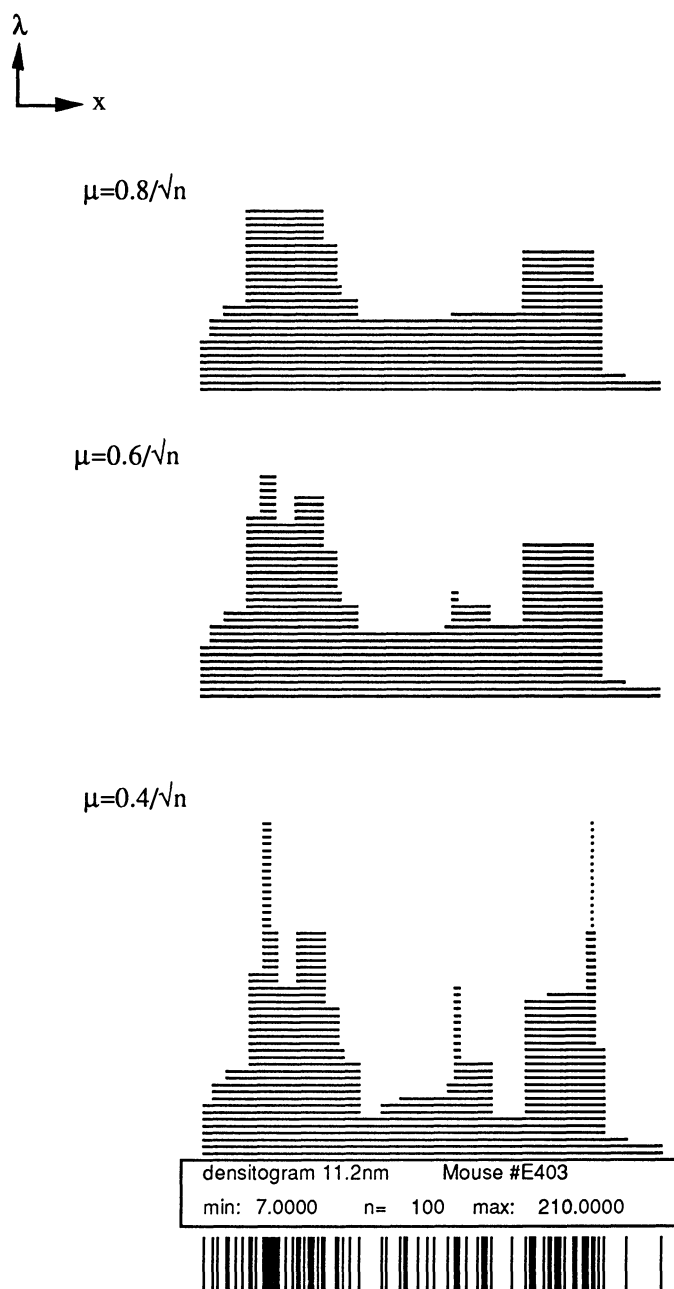 λ
x
μ=0.8/√n
μ=0.6/√n
μ=0.4/√n
densitogram 11.2nm Mouse #E403
min: 7.0000 n= 100 max: 210.0000